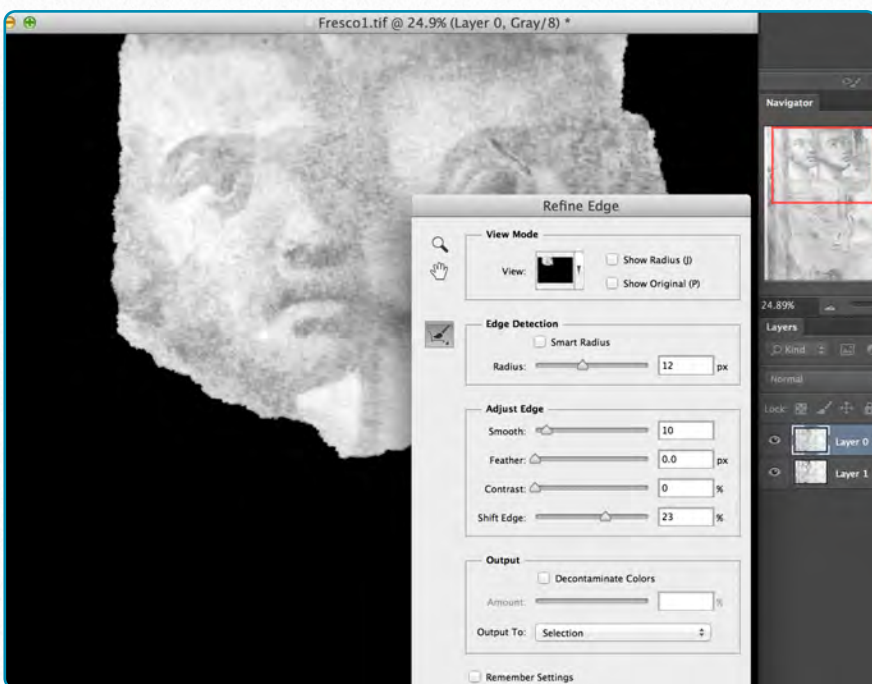 Fresco1.tif @ 24.9% (Layer 0, Gray/8) *
Navigator
24.89%
Layers
Kind
Normal
Lock:
Layer 0
Layer 1
Refine Edge
View Mode
View:
Show Radius (J)
Show Original (P)
Edge Detection
Smart Radius
Radius: 12 px
Adjust Edge
Smooth: 10
Feather: 0.0 px
Contrast: 0 %
Shift Edge: 23 %
Output
Decontaminate Colors
Amount: %
Output To: Selection
Remember Settings